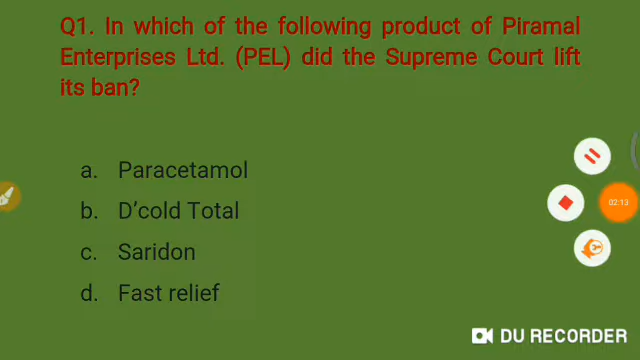 Q1. In which of the following product of Piramal
Enterprises Ltd. (PEL) did the Supreme Court lift
its ban?
a. Paracetamol
b. D'cold Total
c. Saridon
02:13
d. Fast relief
DU RECORDER